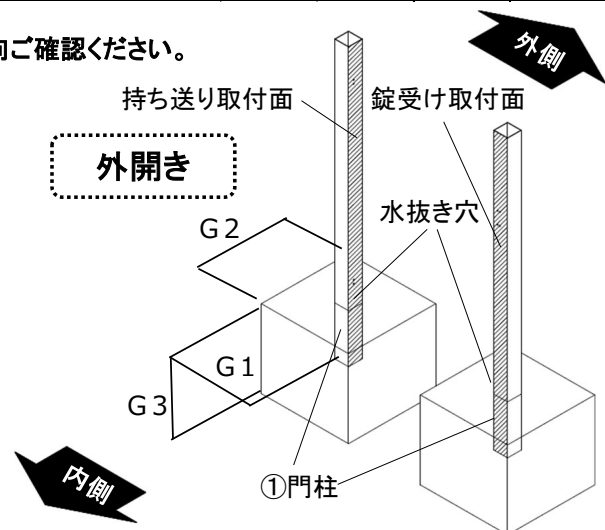 ご確認ください。
外側
持ち送り取付面
錠受け取付面
外開き
水抜き穴
G2
G1
G3
①門柱
内側